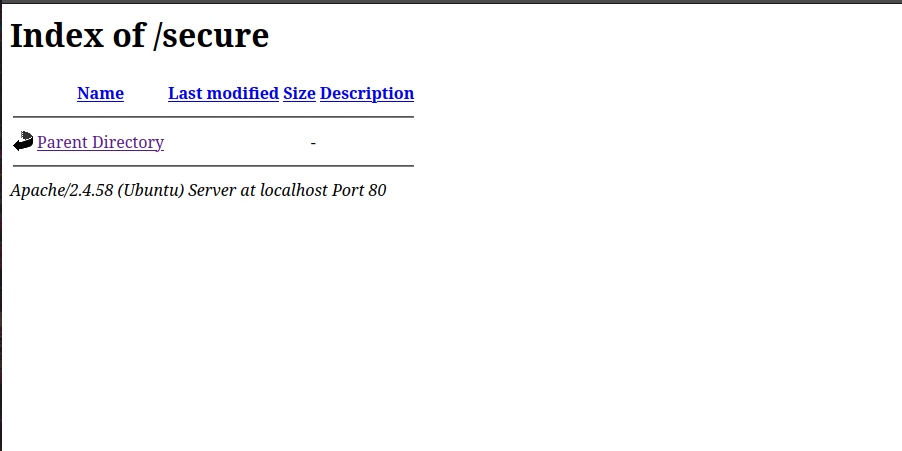 Index of /secure
Name Last modified Size Description
Parent Directory -
Apache/2.4.58 (Ubuntu) Server at localhost Port 80